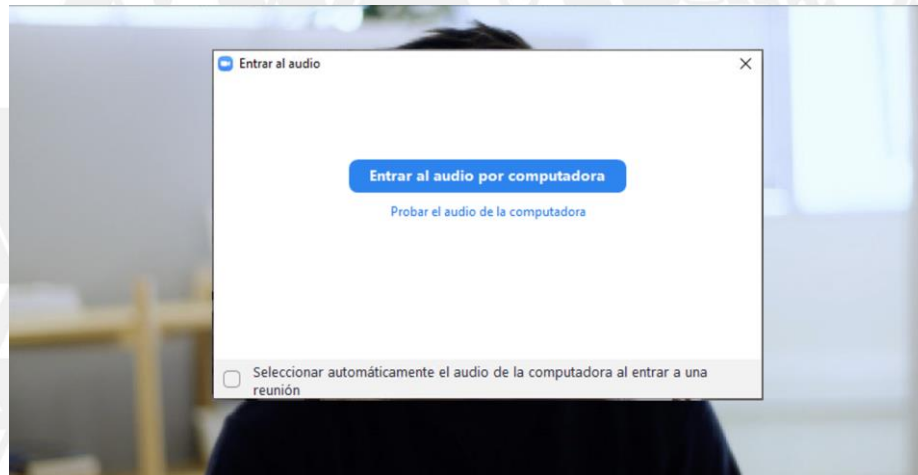 Entrar al audio
Entrar al audio por computadora
Probar el audio de la computadora
Seleccionar automáticamente el audio de la computadora al entrar a una
reunión